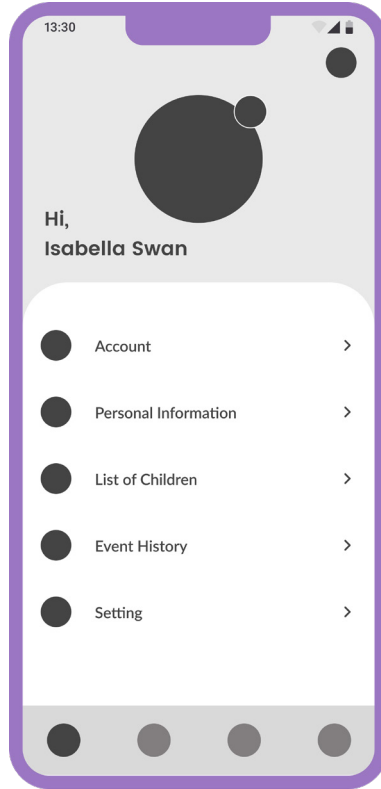 13:30
Hi,
Isabella Swan
Account
Personal Information
List of Children
Event History
Setting